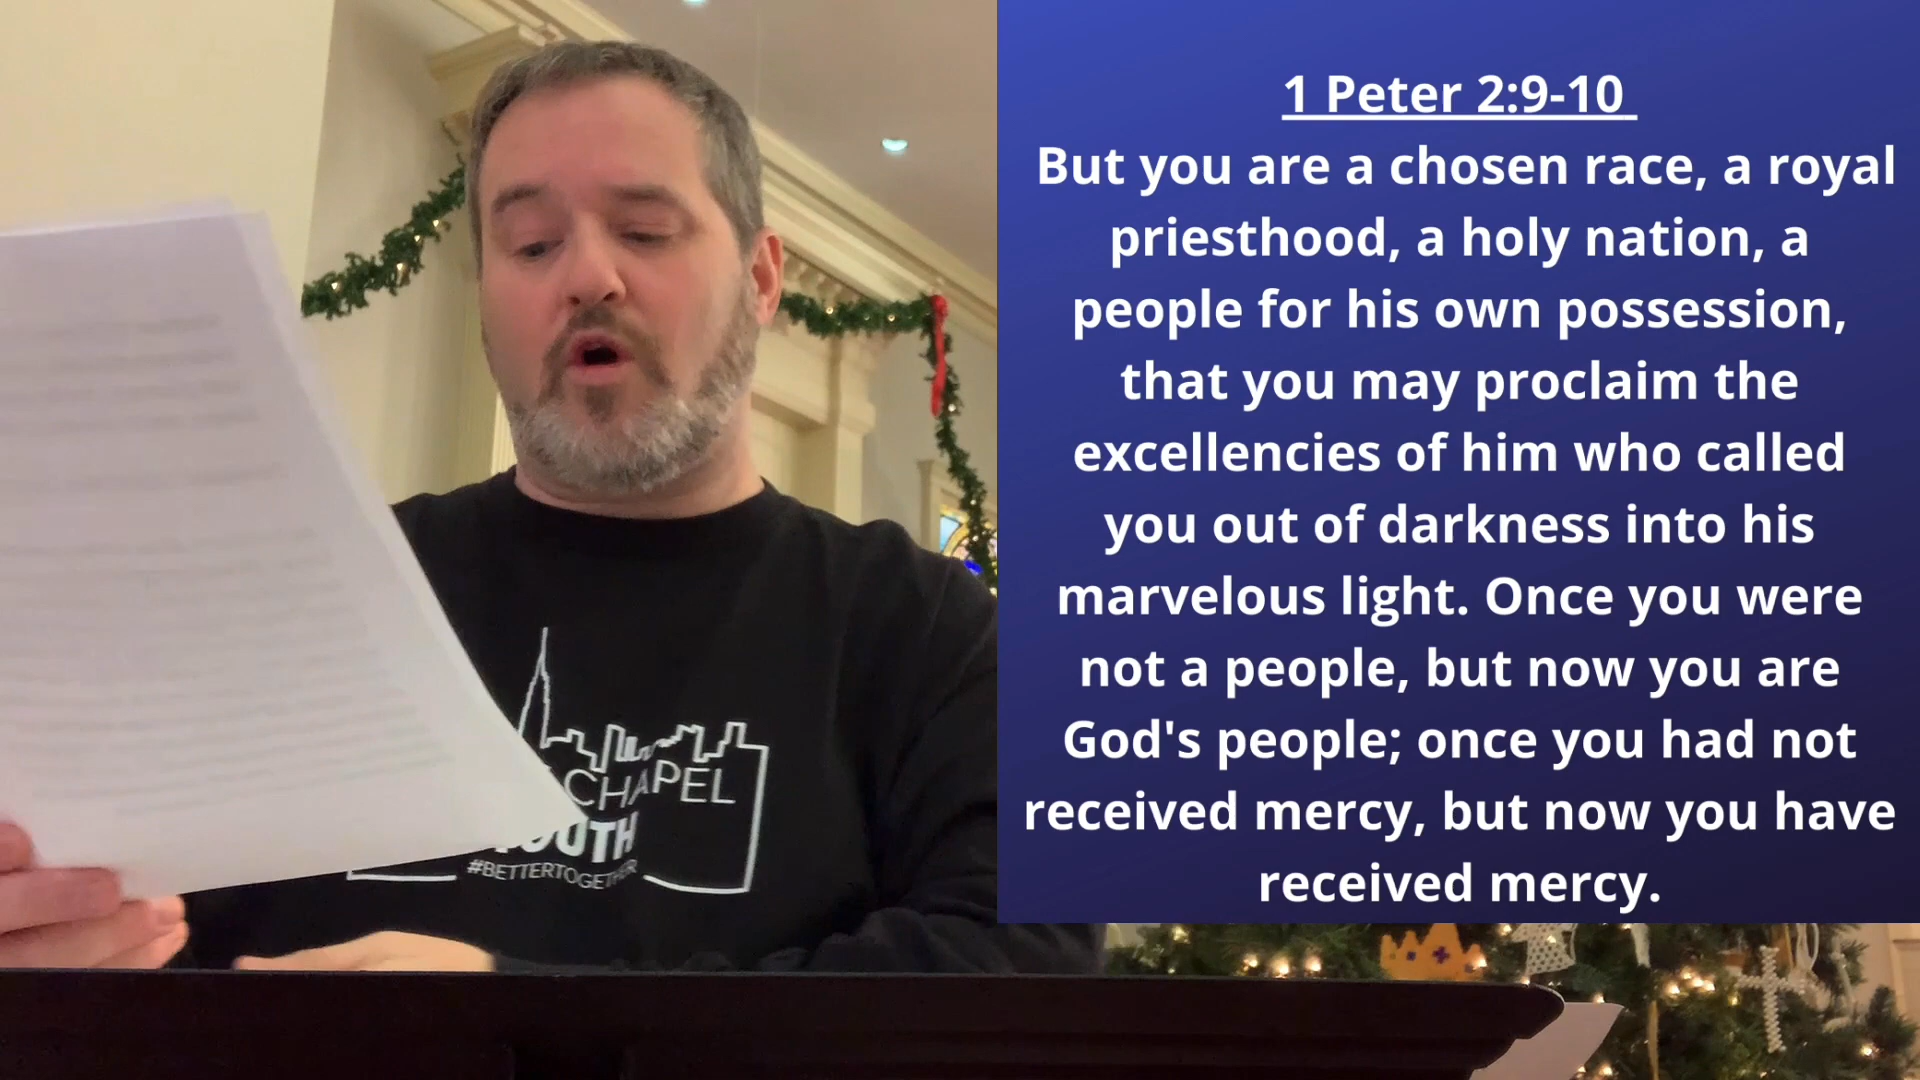 1 Peter 2:9-10
But you are a chosen race, a royal
priesthood, a holy nation, a
people for his own possession,
that you may proclaim the
excellencies of him who called
you out of darkness into his
marvelous light. Once you were
not a people, but now you are
God's people; once you had not
received mercy, but now you have
received mercy.
CHAPEL
#BETTERTOGETHER